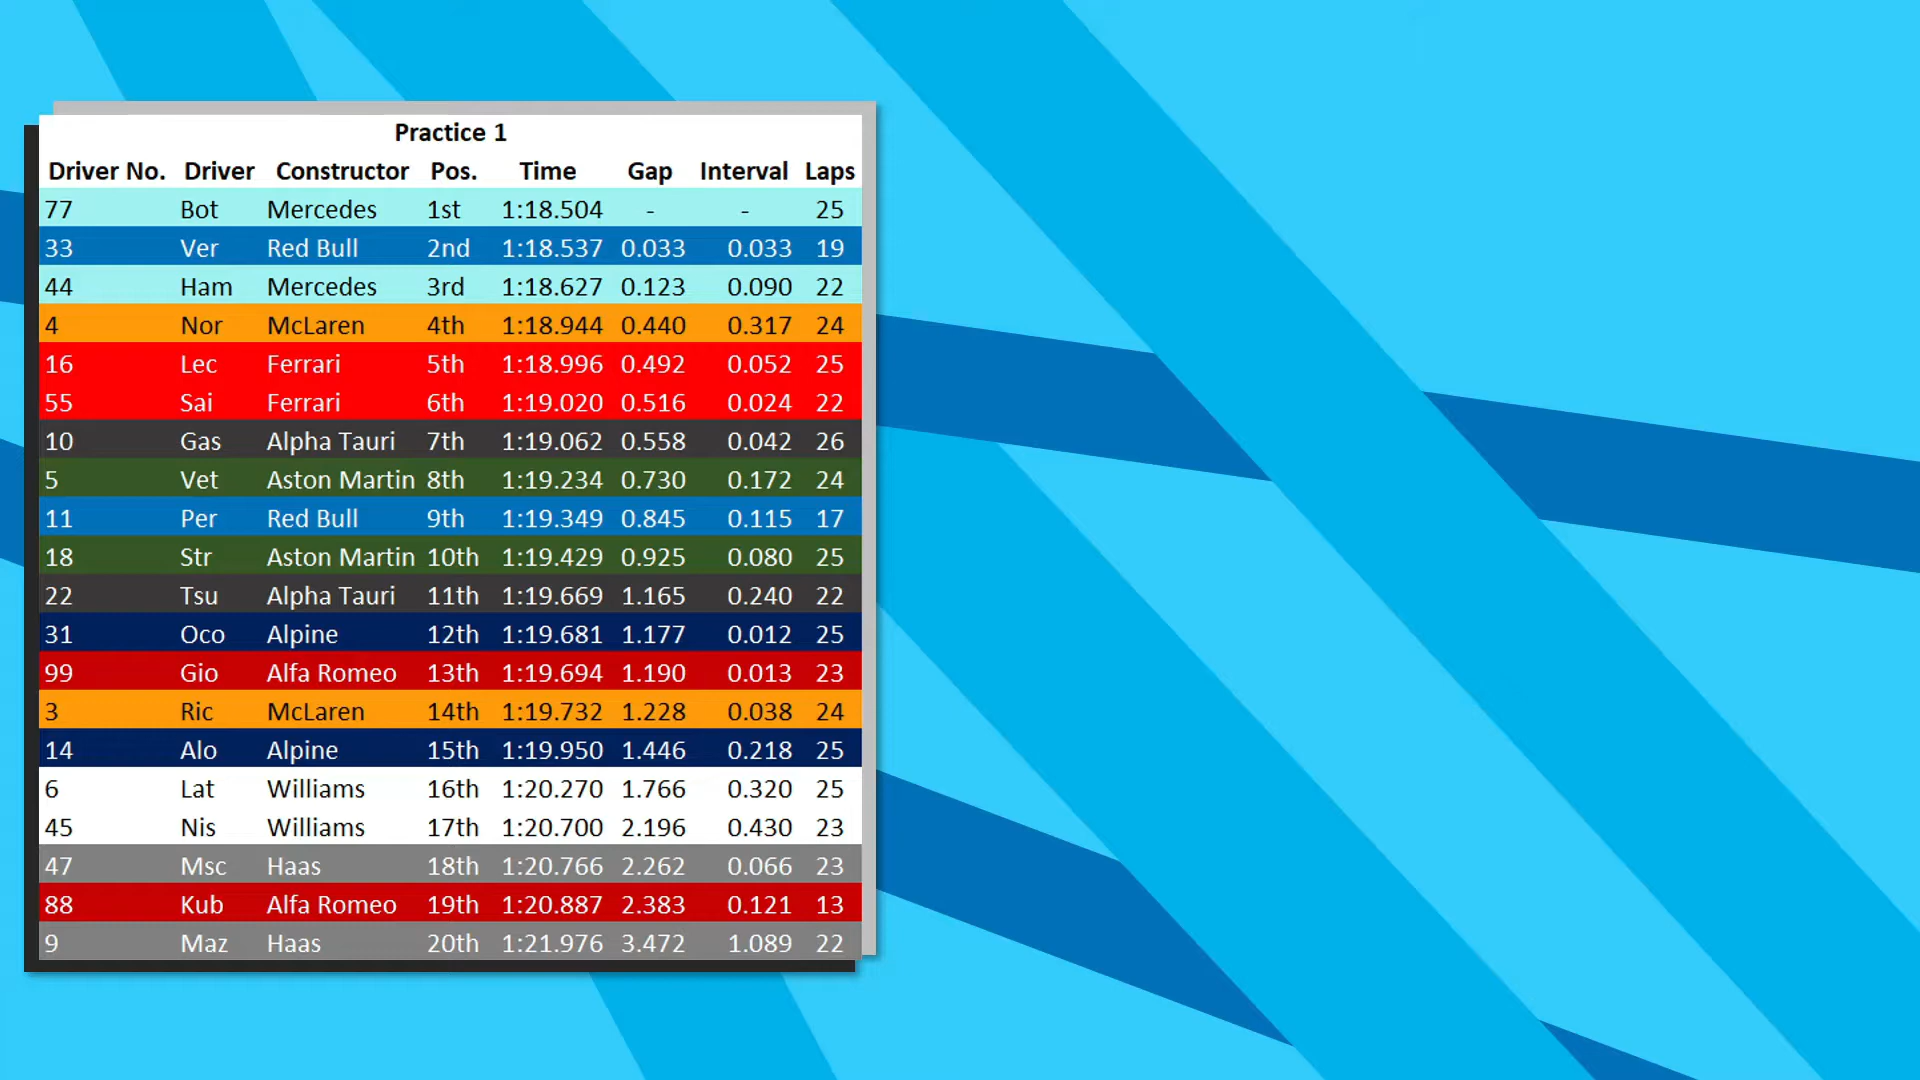 Practice 1
Driver No. Driver Constructor Pos. Time Gap Interval Laps
77 Bot Mercedes 1st 1:18.504 - - 25
33 Ver Red Bull 2nd 1:18.537 0.033 0.033 19
44 Ham Mercedes 3rd 1:18.627 0.123 0.090 22
4 Nor McLaren 4th 1:18.944 0.440 0.317 24
16 Lec Ferrari 5th 1:18.996 0.492 0.052 25
55 Sai Ferrari 6th 1:19.020 0.516 0.024 22
10 Gas Alpha Tauri 7th 1:19.062 0.558 0.042 26
5 Vet Aston Martin 8th 1:19.234 0.730 0.172 24
11 Per Red Bull 9th 1:19.349 0.845 0.115 17
18 Str Aston Martin 10th 1:19.429 0.925 0.080 25
22 Tsu Alpha Tauri 11th 1:19.669 1.165 0.240 22
31 Oco Alpine 12th 1:19.681 1.177 0.012 25
99 Gio Alfa Romeo 13th 1:19.694 1.190 0.013 23
3 Ric McLaren 14th 1:19.732 1.228 0.038 24
14 Alo Alpine 15th 1:19.950 1.446 0.218 25
6 Lat Williams 16th 1:20.270 1.766 0.320 25
45 Nis Williams 17th 1:20.700 2.196 0.430 23
47 Msc Haas 18th 1:20.766 2.262 0.066 23
88 Kub Alfa Romeo 19th 1:20.887 2.383 0.121 13
9 Maz Haas 20th 1:21.976 3.472 1.089 22